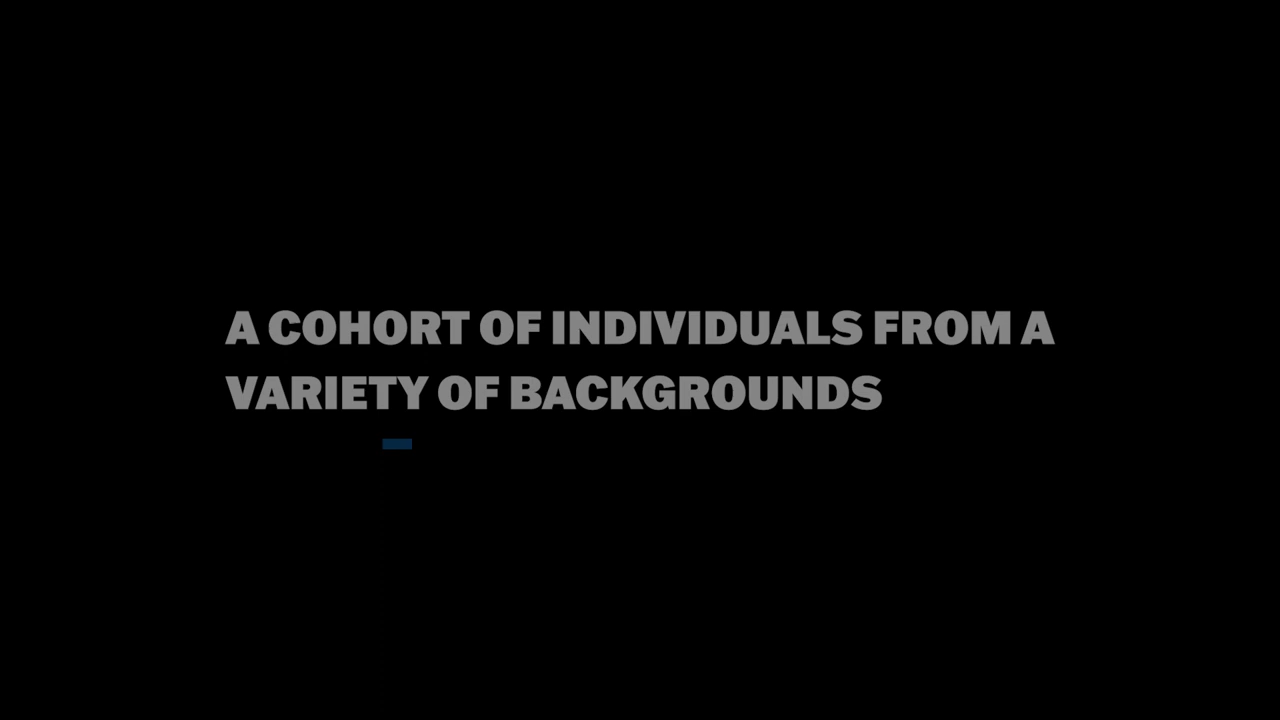 A COHORT OF INDIVIDUALS FROM A
VARIETY OF BACKGROUNDS